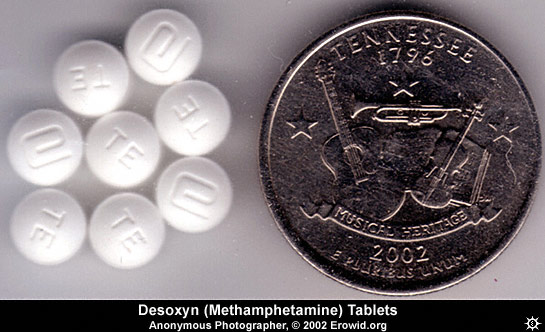 TE
TE
TE
TE
TE
TENNESSEE
1796
MUSICAL HERITAGE
2002
E PLURIBUS UNUM
Desoxyn (Methamphetamine) Tablets
Anonymous Photographer, © 2002 Erowid.org